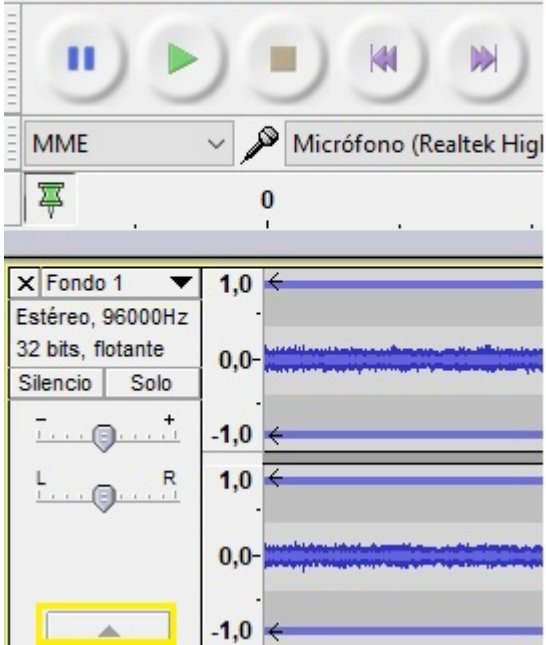 MME
Micrófono (Realtek Higl
0
Fondo 1
Estéreo, 96000Hz
32 bits, flotante
Silencio Solo
- +
L R
1,0
0,0-
-1,0
1,0
0,0-
-1,0